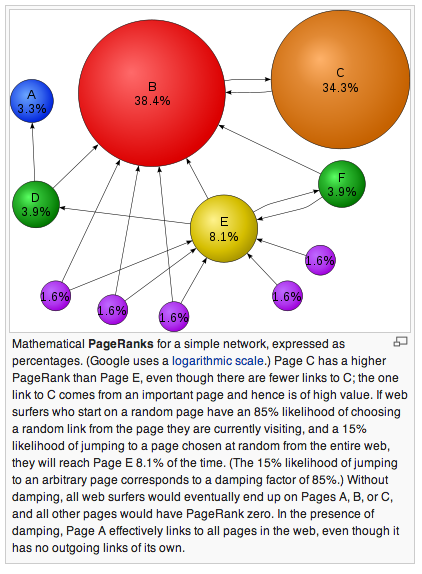 B
38.4%
C
34.3%
A
3.3%
D
3.9%
F
3.9%
E
8.1%
1.6%
1.6%
1.6%
1.6%
1.6%
Mathematical PageRanks for a simple network, expressed as
percentages. (Google uses a logarithmic scale.) Page C has a higher
PageRank than Page E, even though there are fewer links to C; the one
link to C comes from an important page and hence is of high value. If web
surfers who start on a random page have an 85% likelihood of choosing
a random link from the page they are currently visiting, and a 15%
likelihood of jumping to a page chosen at random from the entire web,
they will reach Page E 8.1% of the time. (The 15% likelihood of jumping
to an arbitrary page corresponds to a damping factor of 85%.) Without
damping, all web surfers would eventually end up on Pages A, B, or C,
and all other pages would have PageRank zero. In the presence of
damping, Page A effectively links to all pages in the web, even though it
has no outgoing links of its own.